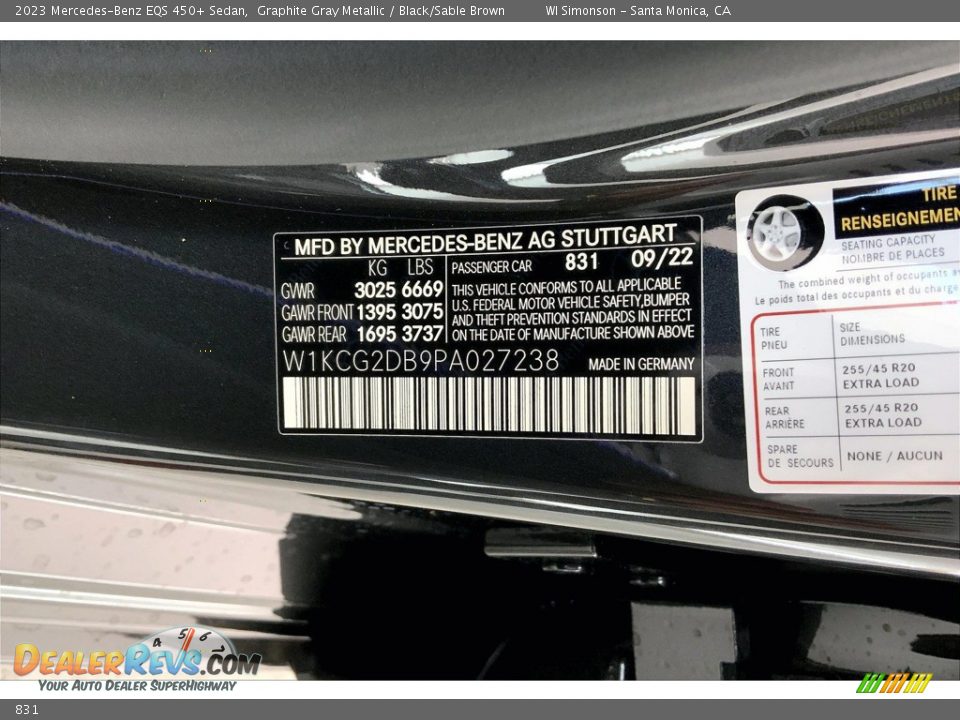 2023 Mercedes-Benz EQS 450+ Sedan, Graphite Gray Metallic / Black/Sable Brown WI Simonson - Santa Monica, CA
MFD BY MERCEDES-BENZ AG STUTTGART
KG LBS
GVWR 3025 6669
GAWR FRONT 1395 3075
GAWR REAR 1695 3737
PASSENGER CAR 831 09/22
THIS VEHICLE CONFORMS TO ALL APPLICABLE
U.S. FEDERAL MOTOR VEHICLE SAFETY, BUMPER
AND THEFT PREVENTION STANDARDS IN EFFECT
ON THE DATE OF MANUFACTURE SHOWN ABOVE
W1KCG2DB9PA027238 MADE IN GERMANY
TIRE
RENSEIGNEMEN
SEATING CAPACITY
NOMBRE DE PLACES
The combined weight of occupants
Le poids total des occupants et du charge
TIRE
PNEU
SIZE
DIMENSIONS
FRONT
AVANT
255/45 R20
EXTRA LOAD
REAR
ARRIÈRE
255/45 R20
EXTRA LOAD
SPARE
DE SECOURS
NONE / AUCUN
4 5 6 7
DEALERREVS.COM
YOUR AUTO DEALER SUPERHIGHWAY
831